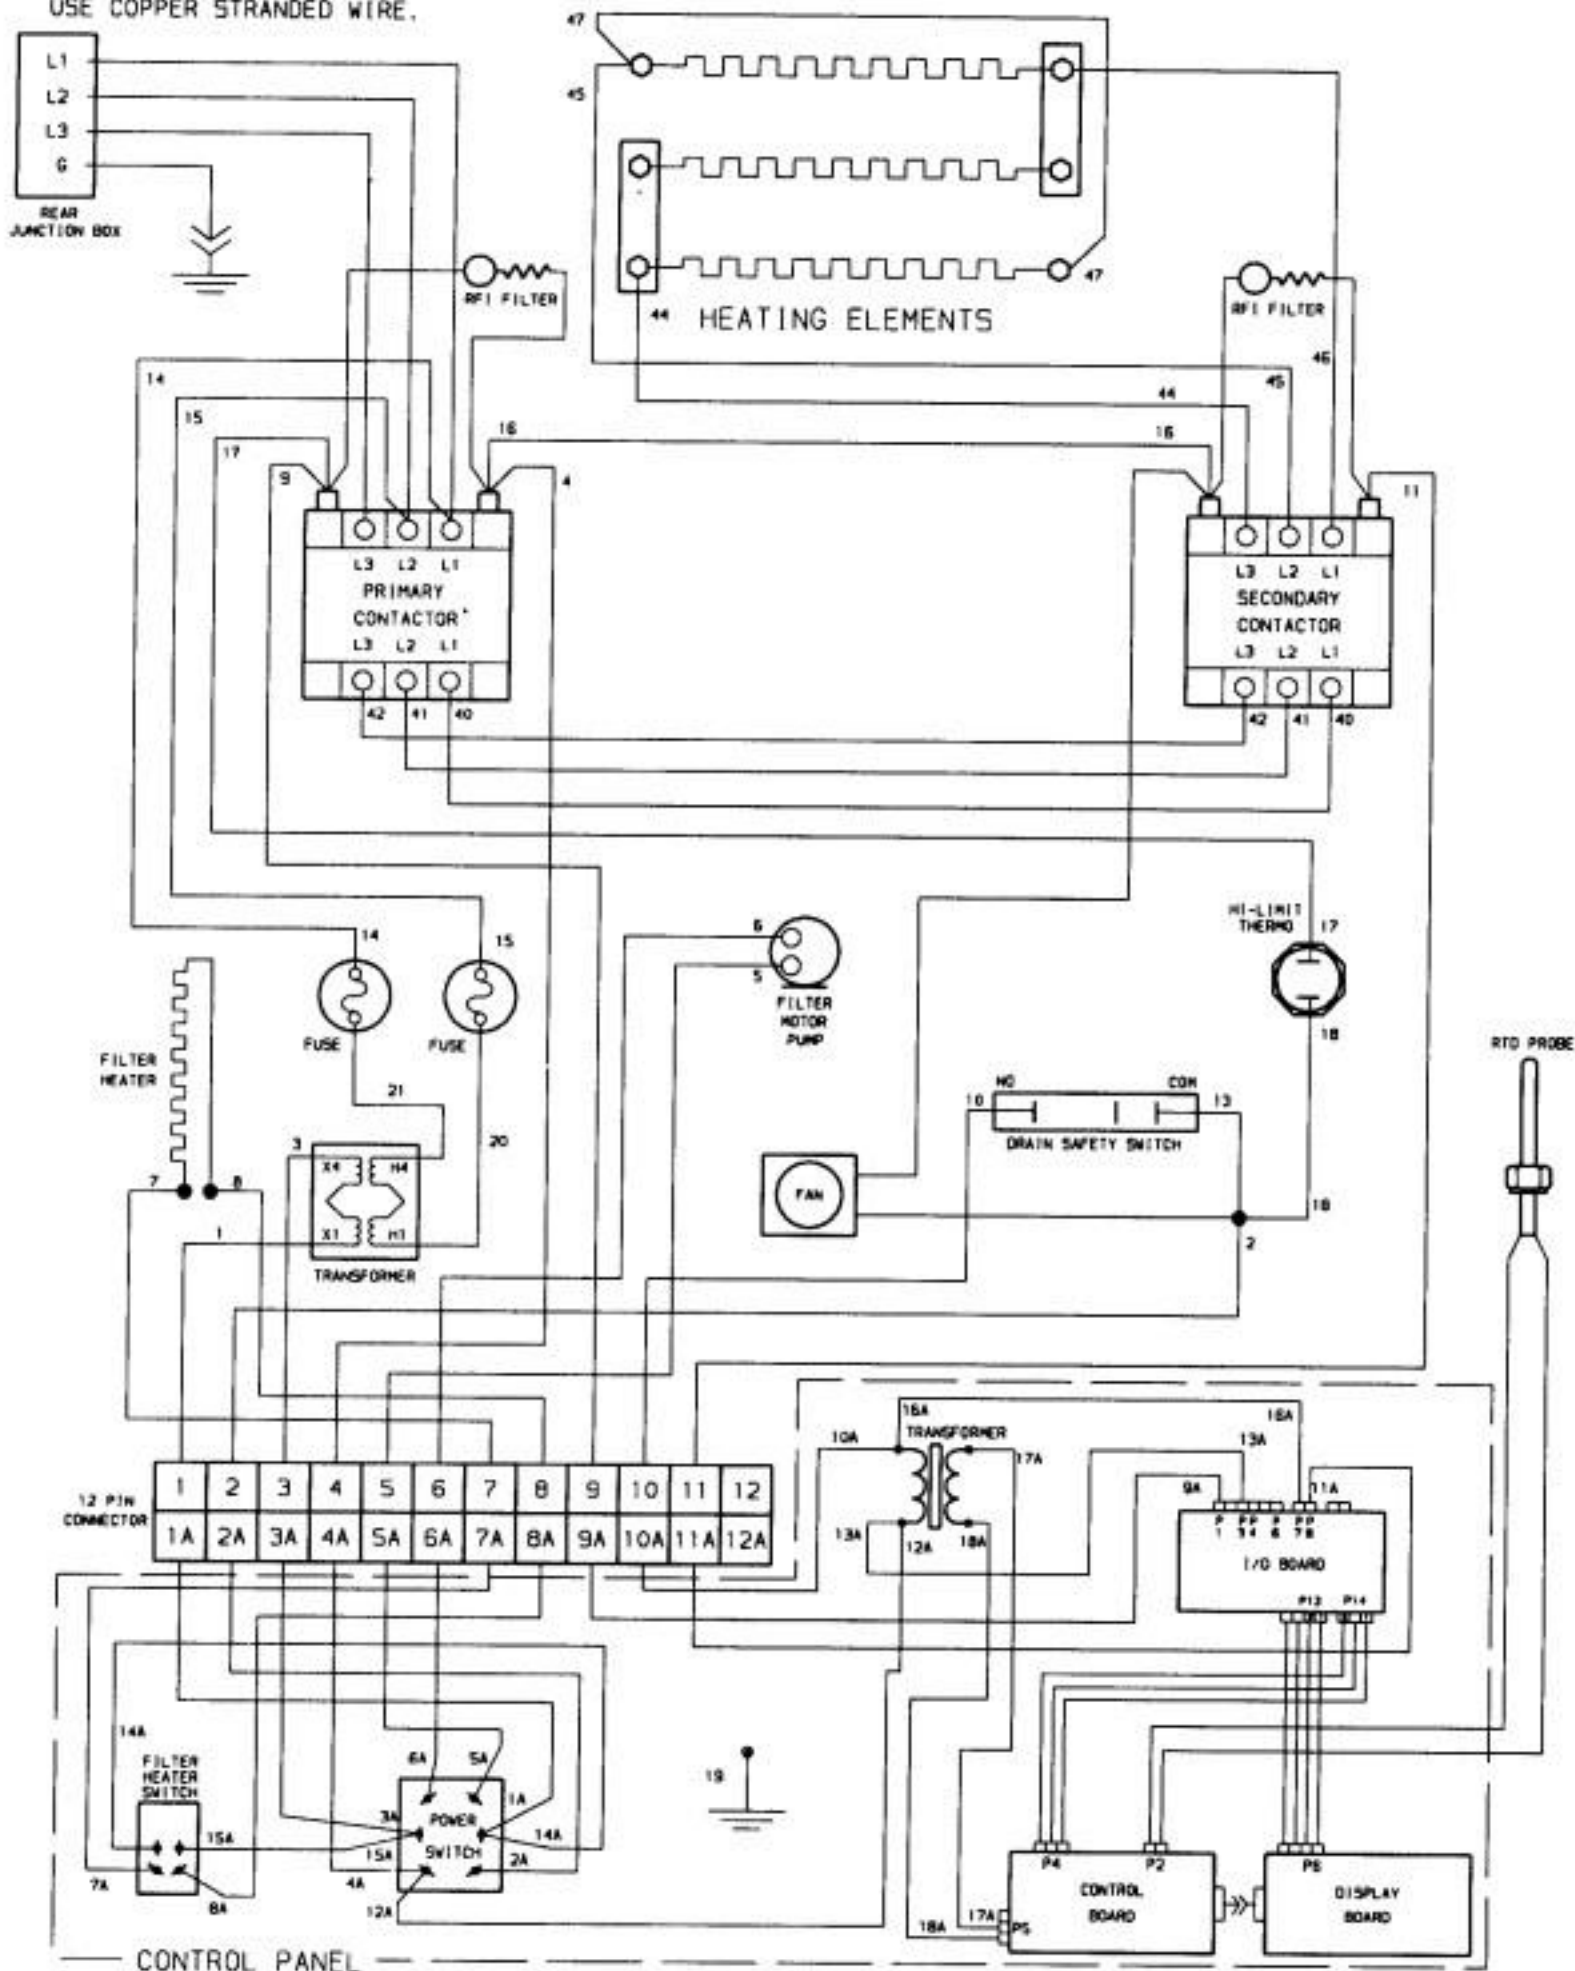 USE COPPER STRANDED WIRE.
L1
L2
L3
G
REAR
JUNCTION BOX
47
45
47
44
HEATING ELEMENTS
RFI FILTER
RFI FILTER
46
45
44
14
15
17
9
16
4
16
11
L3 L2 L1
PRIMARY
CONTACTOR
L3 L2 L1
42 41 40
L3 L2 L1
SECONDARY
CONTACTOR
L3 L2 L1
42 41 40
14
15
FUSE
FUSE
21
20
FILTER
HEATER
7
8
3
1
X4 H4
X1 H1
TRANSFORMER
6
5
FILTER
MOTOR
PUMP
HI-LIMIT
THERMO
17
18
NO COM
10
13
DRAIN SAFETY SWITCH
FAN
18
2
RTD PROBE
12 PIN
CONNECTOR
1 2 3 4 5 6 7 8 9 10 11 12
1A 2A 3A 4A 5A 6A 7A 8A 9A 10A 11A 12A
16A
TRANSFORMER
10A
17A
13A
12A
18A
16A
13A
9A
11A
P1 P3 P4 P6 P7 P8
I/O BOARD
P13 P14
14A
FILTER
HEATER
SWITCH
15A
7A
8A
6A
5A
3A
1A
POWER
SWITCH
15A
14A
4A
2A
12A
19
P4 P2
CONTROL
BOARD
17A
18A
P5
P6
DISPLAY
BOARD
CONTROL PANEL